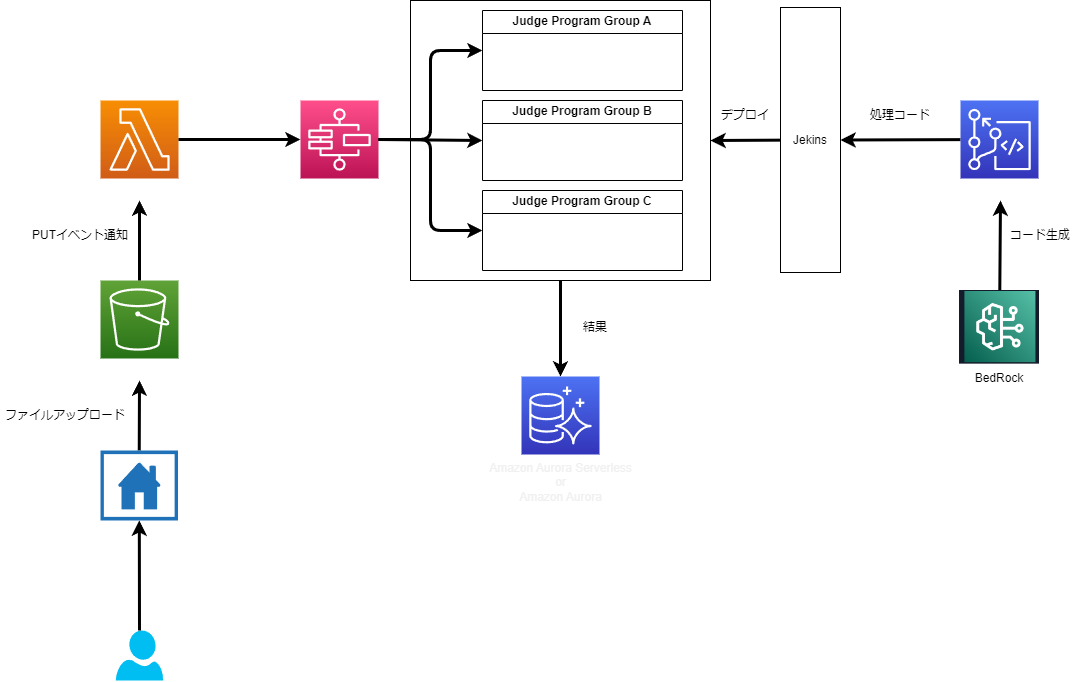 Judge Program Group A
Judge Program Group B
Judge Program Group C
デプロイ
Jekins
処理コード
PUTイベント通知
コード生成
結果
BedRock
ファイルアップロード
Amazon Aurora Serverless
or
Amazon Aurora